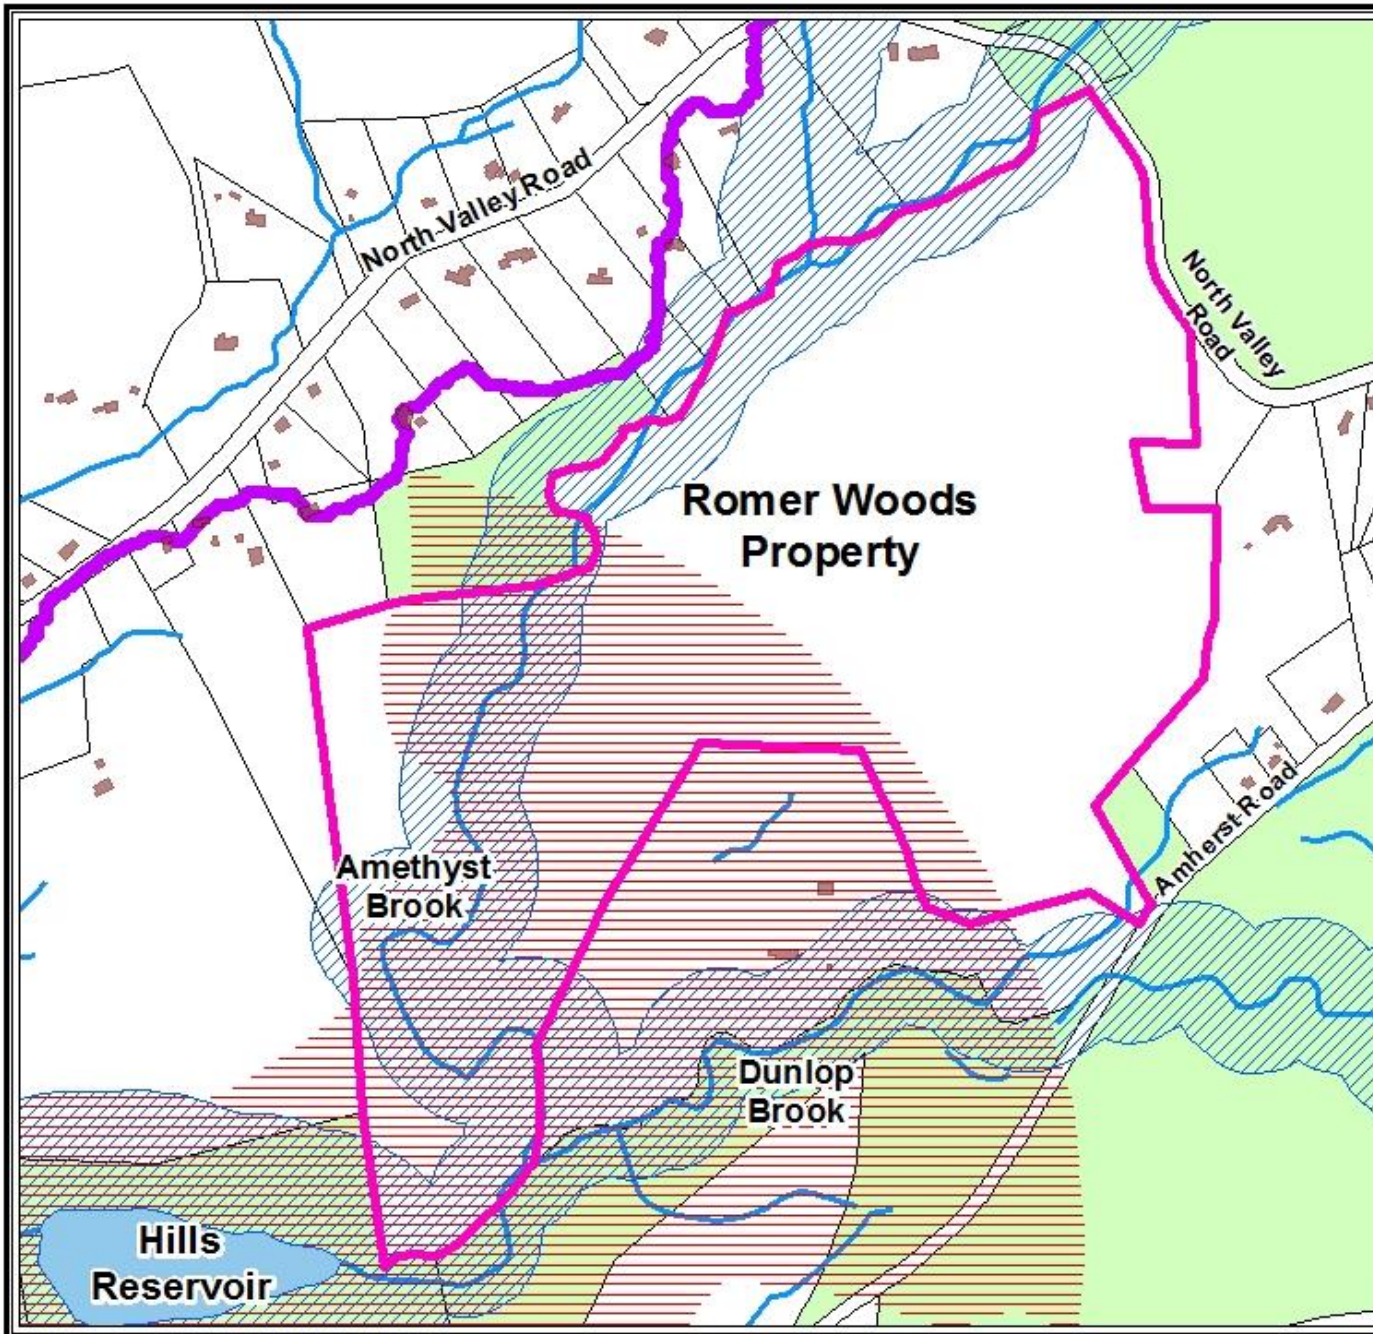 North Valley Road
North Valley
Road
Romer Woods
Property
Amethyst
Brook
Amherst Road
Dunlop
Brook
Hills
Reservoir